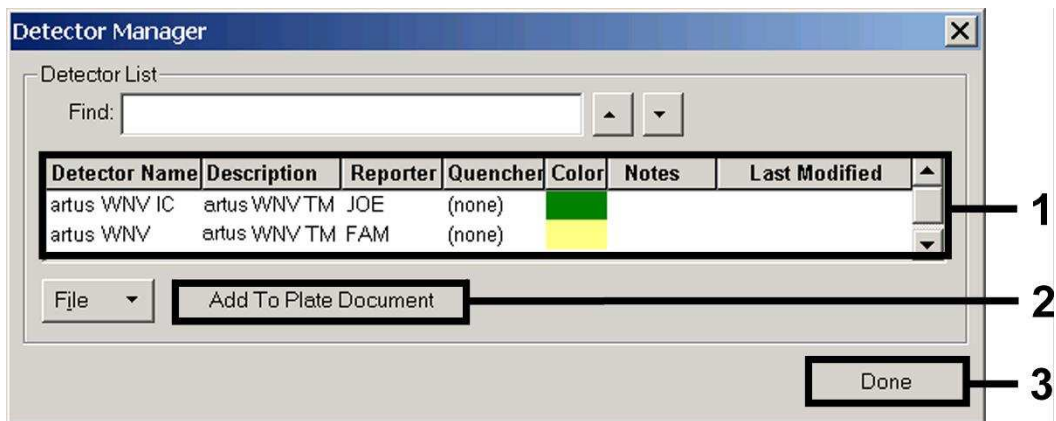 Detector Manager
Detector List
Find:
Detector Name Description Reporter Quencher Color Notes Last Modified
artus WNV IC artus WNV TM JOE (none)
artus WNV artus WNV TM FAM (none)
1
File Add To Plate Document
2
Done
3